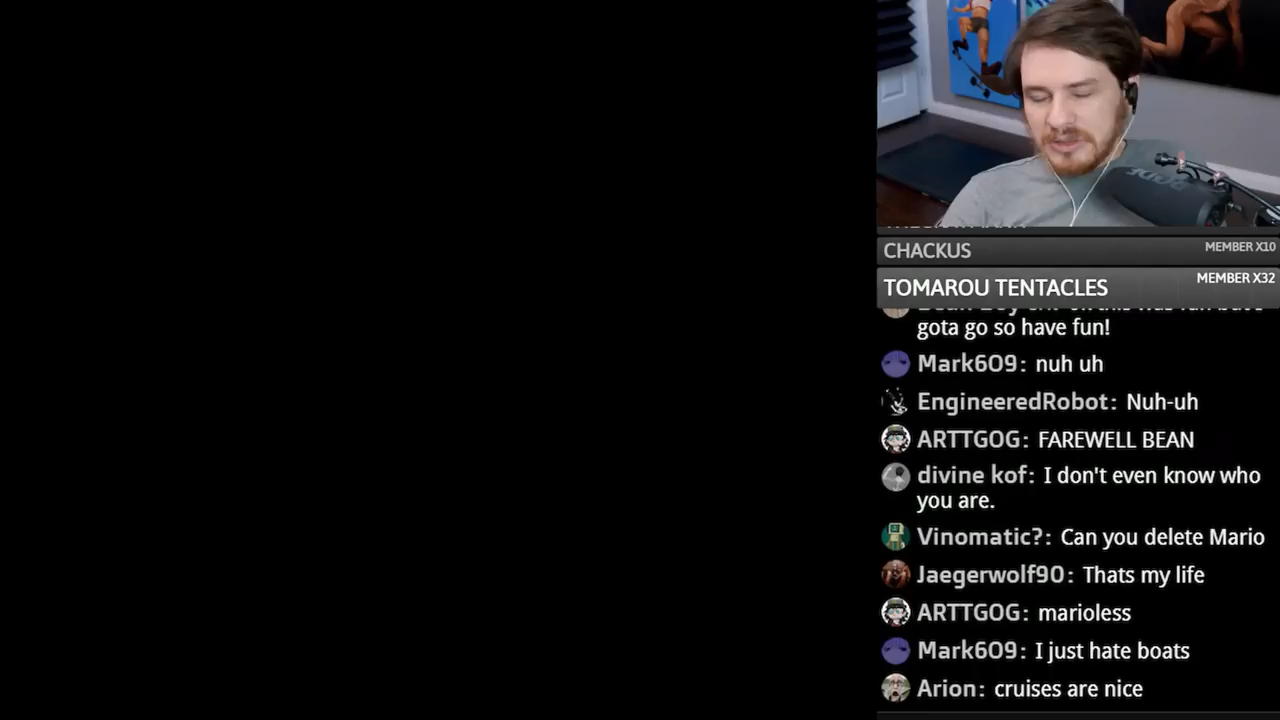 RODE
CHACKUS
MEMBER X10
TOMAROU TENTACLES
MEMBER X32
gota go so have fun!
Mark609: nuh uh
EngineeredRobot: Nuh-uh
ARTTGOG: FAREWELL BEAN
divine kof: I don't even know who
you are.
Vinomatic?: Can you delete Mario
Jaegerwolf90: Thats my life
ARTTGOG: marioless
Mark609: I just hate boats
Arion: cruises are nice